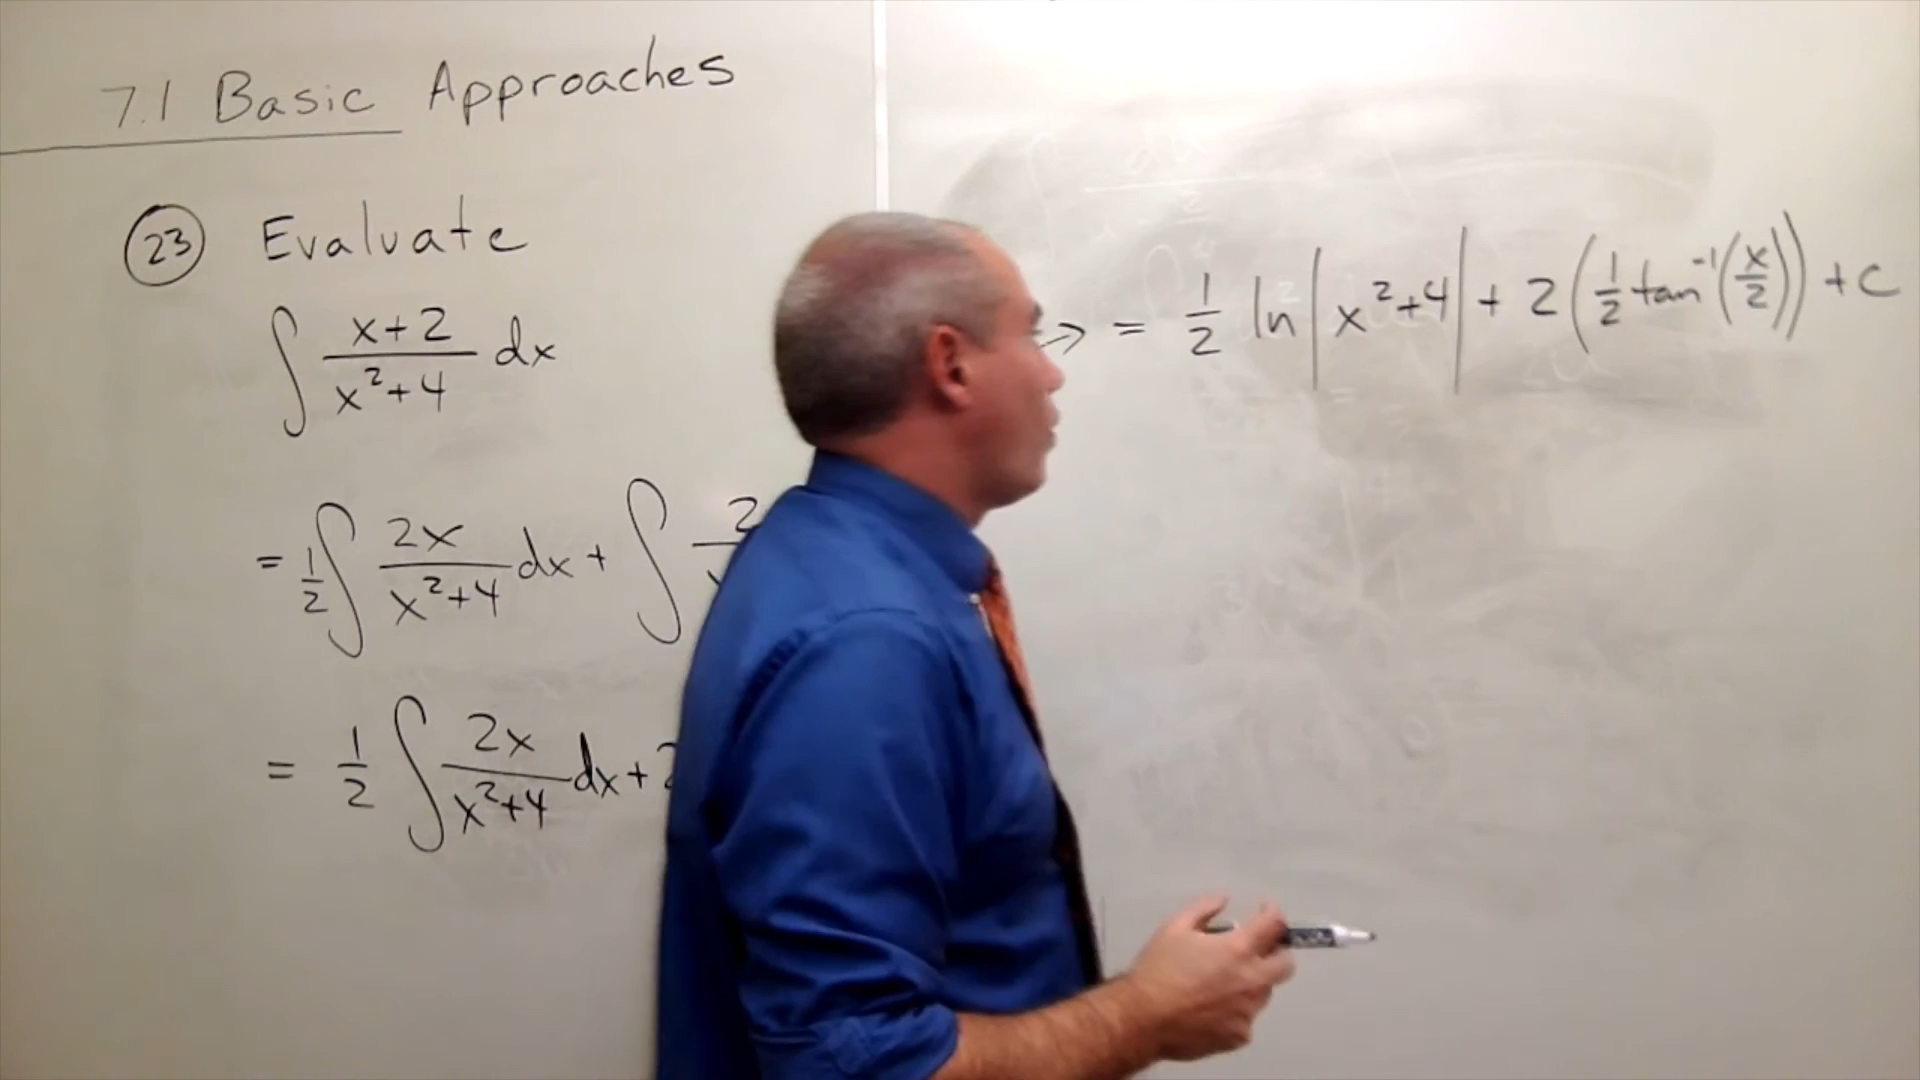 7.1 Basic Approaches
23 Evaluate
∫ (x+2)/(x²+4) dx
= 1/2 ∫ 2x/(x²+4) dx + ∫ 2
= 1/2 ∫ 2x/(x²+4) dx + 2
→ = 1/2 ln|x²+4| + 2(1/2 tan⁻¹(x/2)) + c